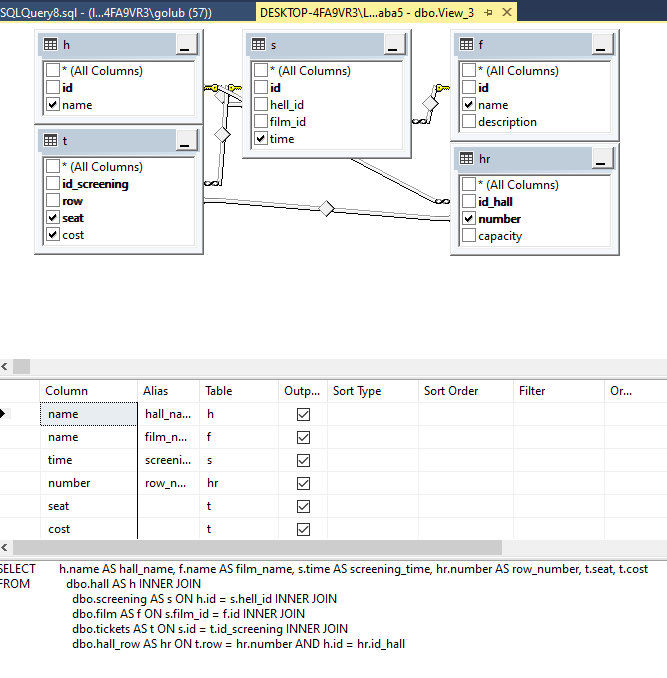 SQLQuery8.sql - (l...4FA9VR3\golub (57))
DESKTOP-4FA9VR3\L...aba5 - dbo.View_3
h
* (All Columns)
id
name
s
* (All Columns)
id
hell_id
film_id
time
f
* (All Columns)
id
name
description
t
* (All Columns)
id_screening
row
seat
cost
hr
* (All Columns)
id_hall
number
capacity
Column Alias Table Outp... Sort Type Sort Order Filter Or...
name hall_na... h
name film_n... f
time screeni... s
number row_n... hr
seat t
cost t
SELECT h.name AS hall_name, f.name AS film_name, s.time AS screening_time, hr.number AS row_number, t.seat, t.cost
FROM dbo.hall AS h INNER JOIN
dbo.screening AS s ON h.id = s.hell_id INNER JOIN
dbo.film AS f ON s.film_id = f.id INNER JOIN
dbo.tickets AS t ON s.id = t.id_screening INNER JOIN
dbo.hall_row AS hr ON t.row = hr.number AND h.id = hr.id_hall